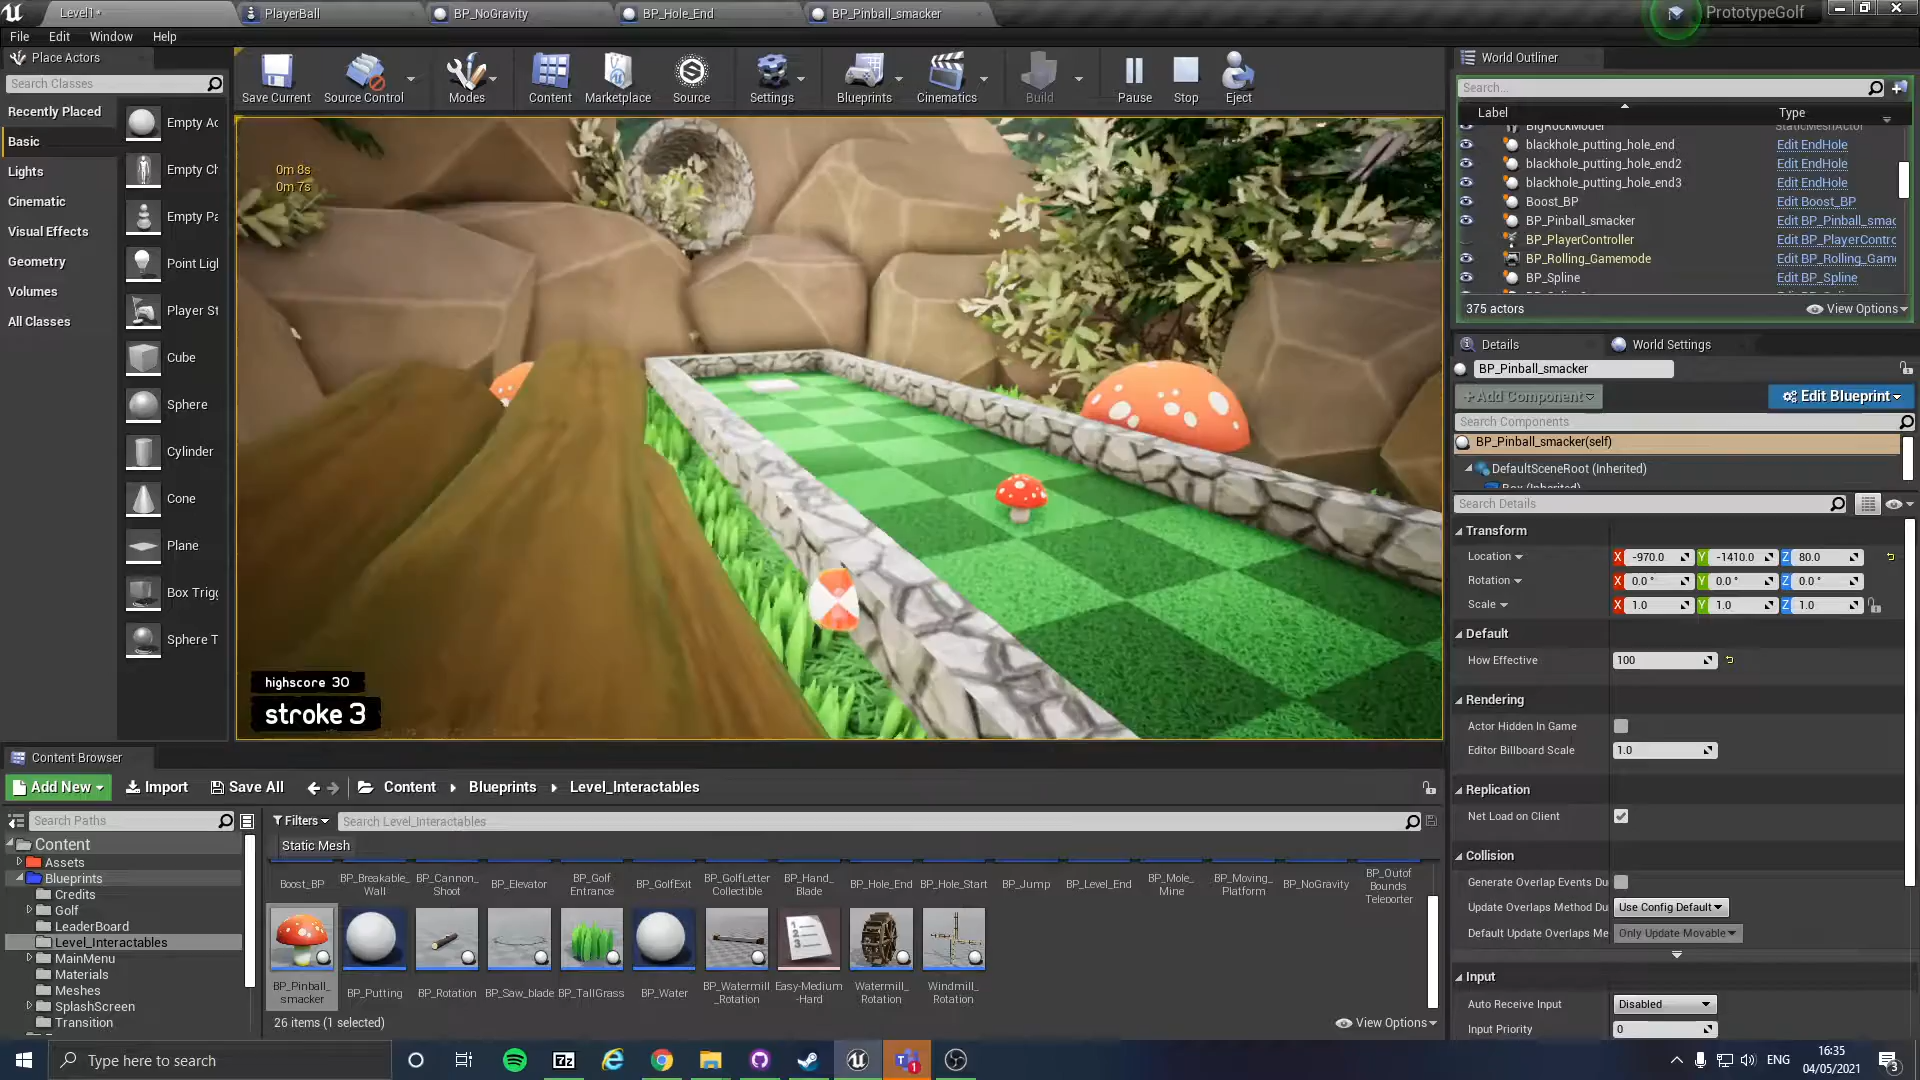 Level1*
PlayerBall
BP_NoGravity
BP_Hole_End
BP_Pinball_smacker
PrototypeGolf
File
Edit
Window
Help
Place Actors
Search Classes
Recently Placed
Basic
Lights
Cinematic
Visual Effects
Geometry
Volumes
All Classes
Empty Ac
Empty Ch
Empty Pa
Point Ligh
Player St
Cube
Sphere
Cylinder
Cone
Plane
Box Trigg
Sphere T
Save Current
Source Control
Modes
Content
Marketplace
Source
Settings
Blueprints
Cinematics
Build
Pause
Stop
Eject
0m 8s
0m 7s
highscore 30
stroke 3
World Outliner
Search...
Label
Type
BigRockModel
StaticMeshActor
blackhole_putting_hole_end
Edit EndHole
blackhole_putting_hole_end2
Edit EndHole
blackhole_putting_hole_end3
Edit EndHole
Boost_BP
Edit Boost_BP
BP_Pinball_smacker
Edit BP_Pinball_smac
BP_PlayerController
Edit BP_PlayerContro
BP_Rolling_Gamemode
Edit BP_Rolling_Game
BP_Spline
Edit BP_Spline
375 actors
View Options
Details
World Settings
BP_Pinball_smacker
+Add Component
Edit Blueprint
Search Components
BP_Pinball_smacker(self)
DefaultSceneRoot (Inherited)
Box (Inherited)
Search Details
Transform
Location
X -970.0
Y -1410.0
Z 80.0
Rotation
X 0.0 °
Y 0.0 °
Z 0.0 °
Scale
X 1.0
Y 1.0
Z 1.0
Default
How Effective
100
Rendering
Actor Hidden In Game
Editor Billboard Scale
1.0
Replication
Net Load on Client
Collision
Generate Overlap Events Du
Update Overlaps Method Du
Use Config Default
Default Update Overlaps Me
Only Update Movable
Input
Auto Receive Input
Disabled
Input Priority
0
Content Browser
Add New
Import
Save All
Content
Blueprints
Level_Interactables
Search Paths
Filters
Search Level_Interactables
Static Mesh
Content
Assets
Blueprints
Credits
Golf
LeaderBoard
Level_Interactables
MainMenu
Materials
Meshes
SplashScreen
Transition
Boost_BP
BP_Breakable_
Wall
BP_Cannon_
Shoot
BP_Elevator
BP_Golf
Entrance
BP_GolfExit
BP_GolfLetter
Collectible
BP_Hand_
Blade
BP_Hole_End
BP_Hole_Start
BP_Jump
BP_Level_End
BP_Mole_
Mine
BP_Moving_
Platform
BP_NoGravity
BP_Outof
Bounds
Teleporter
BP_Pinball_
smacker
BP_Putting
BP_Rotation
BP_Saw_blade
BP_TallGrass
BP_Water
BP_Watermill
_Rotation
Easy-Medium
-Hard
Watermill_
Rotation
Windmill_
Rotation
26 items (1 selected)
View Options
Type here to search
ENG
16:35
04/05/2021